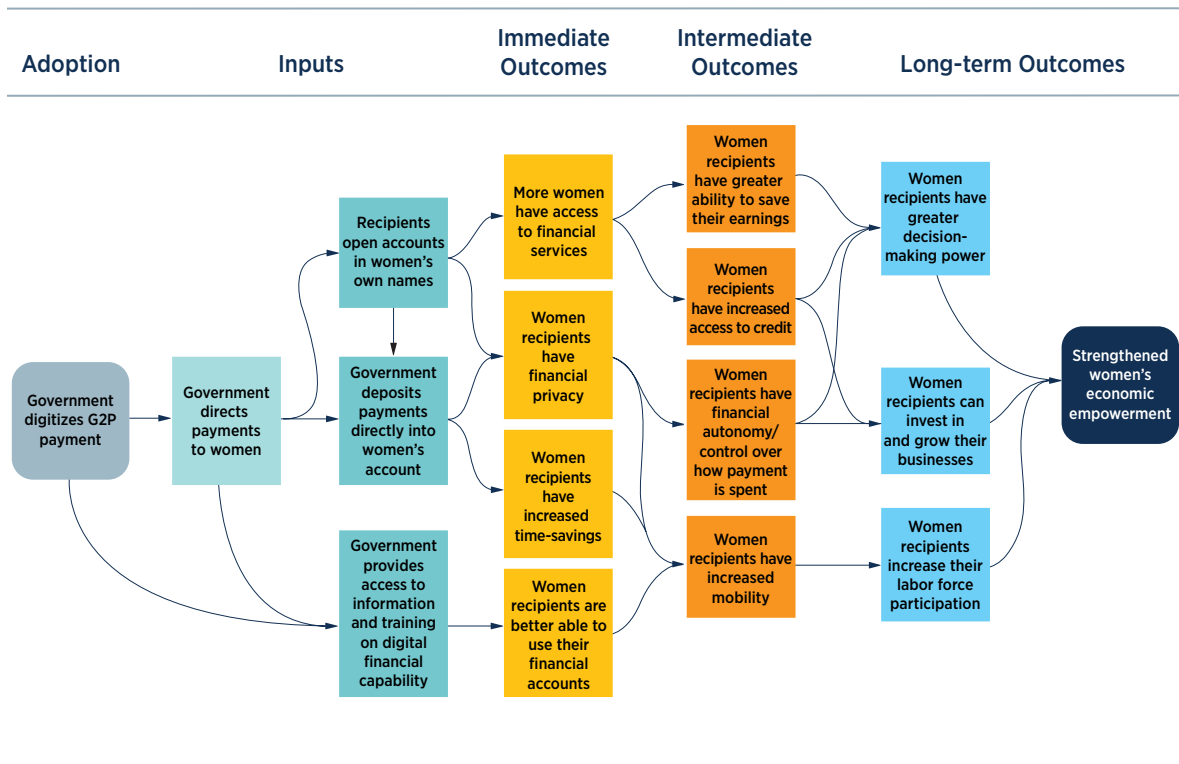 Adoption
Inputs
Immediate
Outcomes
Intermediate
Outcomes
Long-term Outcomes
Government
digitizes G2P
payment
Government
directs
payments
to women
Recipients
open accounts
in women's
own names
Government
deposits
payments
directly into
women's
account
Government
provides
access to
information
and training
on digital
financial
capability
More women
have access
to financial
services
Women
recipients
have
financial
privacy
Women
recipients
have
increased
time-savings
Women
recipients are
better able to
use their
financial
accounts
Women
recipients
have greater
ability to save
their earnings
Women
recipients
have increased
access to credit
Women
recipients have
financial
autonomy/
control over
how payment
is spent
Women
recipients have
increased
mobility
Women
recipients have
greater
decision-
making power
Women
recipients can
invest in
and grow their
businesses
Women
recipients
increase their
labor force
participation
Strengthened
women's
economic
empowerment